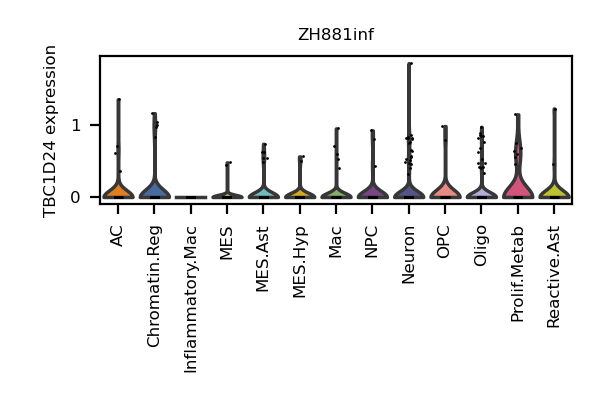 ZH881inf
TBC1D24 expression
1
0
AC
Chromatin.Reg
Inflammatory.Mac
MES
MES.Ast
MES.Hyp
Mac
NPC
Neuron
OPC
Oligo
Prolif.Metab
Reactive.Ast